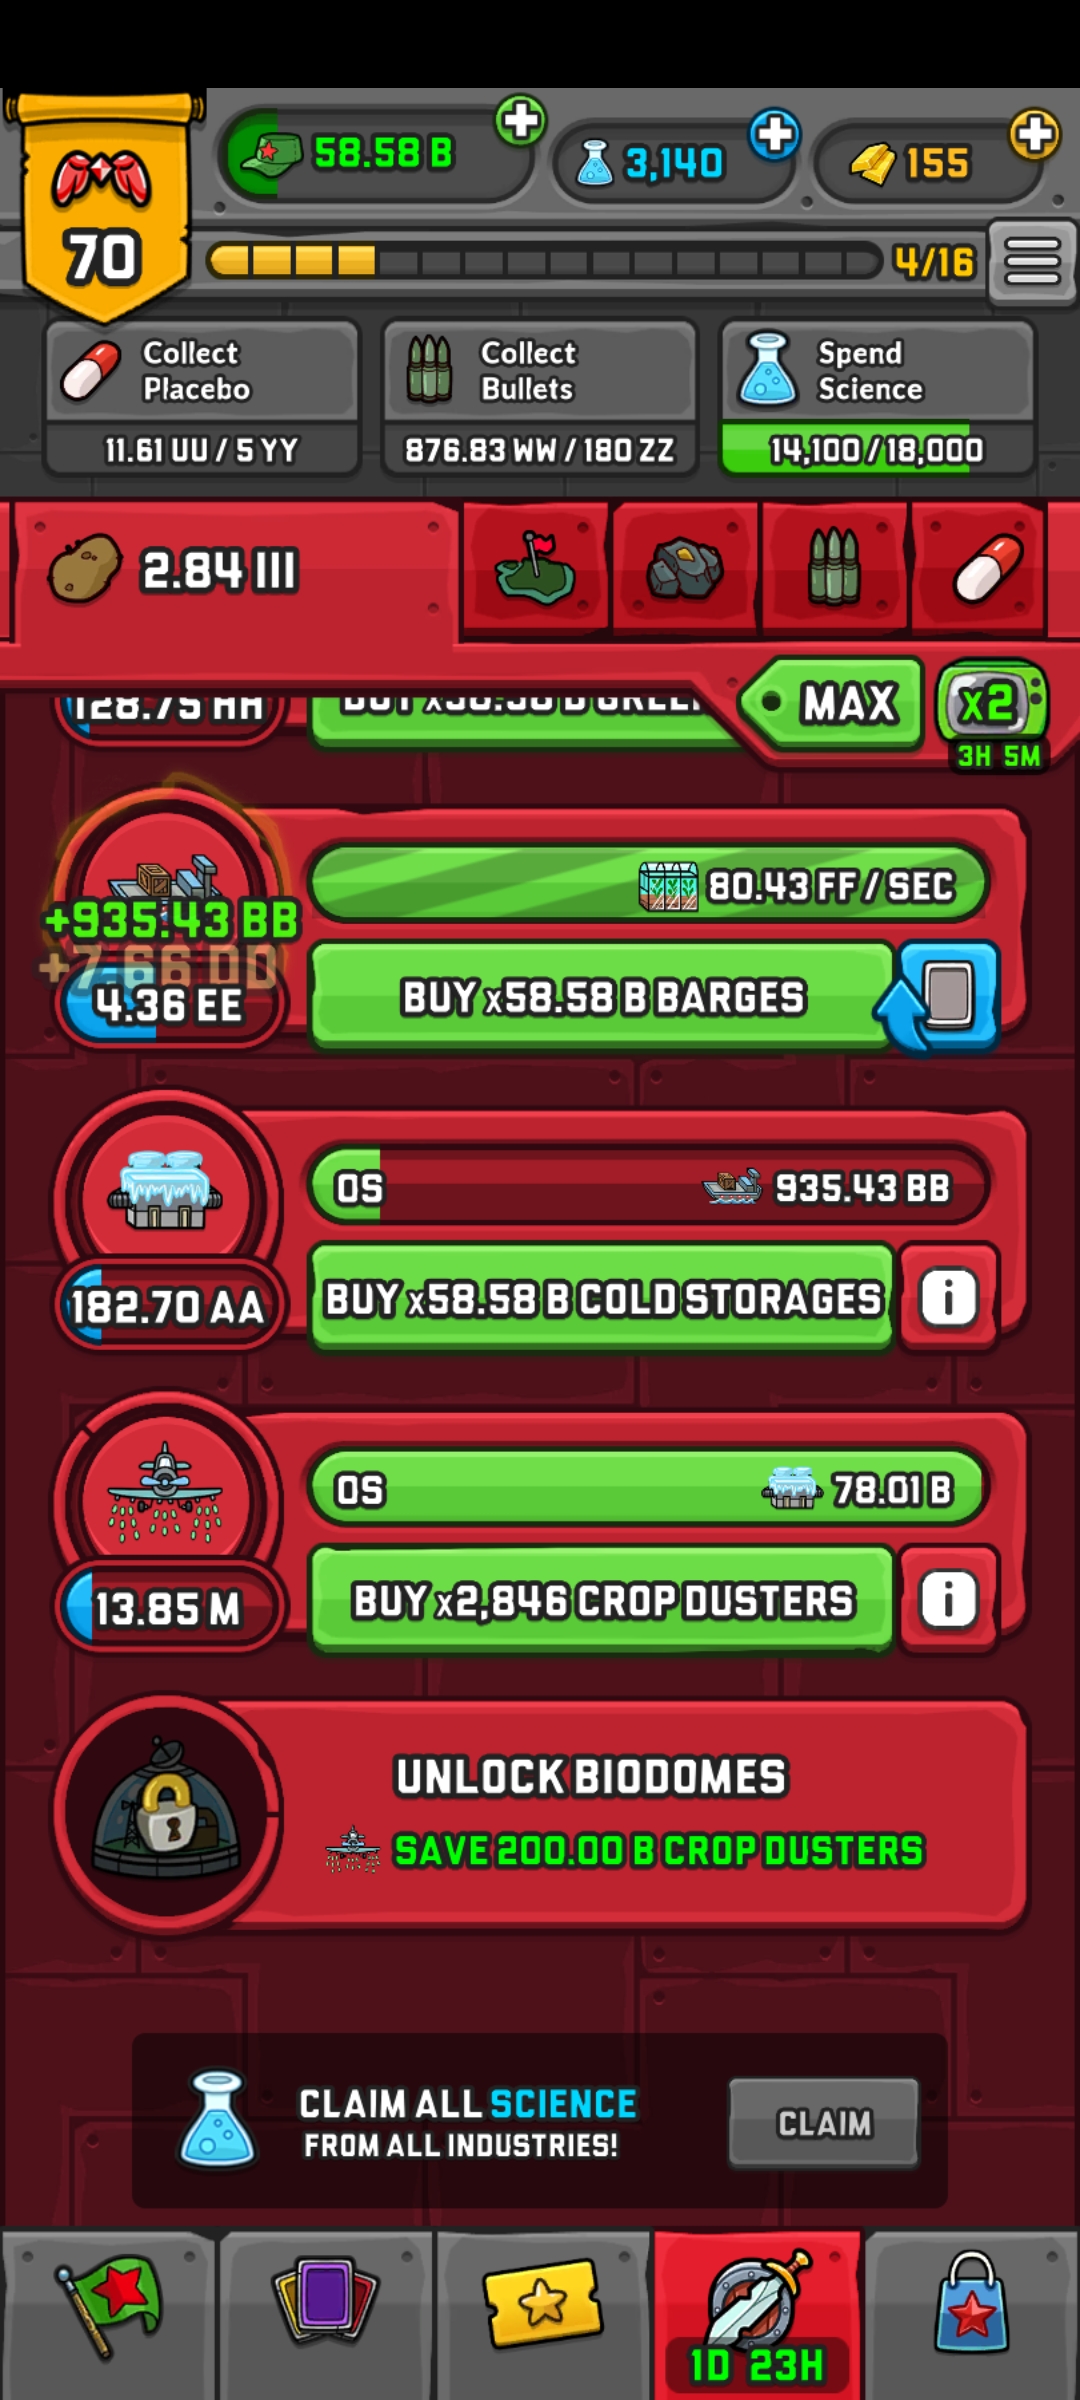 58.58 B
3,140
155
70
4/16
Collect
Placebo
11.61 UU / 5 YY
Collect
Bullets
876.83 WW / 180 ZZ
Spend
Science
14,100 / 18,000
2.84 III
MAX
x2
3H 5M
128.75 HH
80.43 FF / SEC
+935.43 BB
+7.66 DD
4.36 EE
BUY x58.58 B BARGES
0S
935.43 BB
182.70 AA
BUY x58.58 B COLD STORAGES
i
0S
78.01 B
13.85 M
BUY x2,846 CROP DUSTERS
i
UNLOCK BIODOMES
SAVE 200.00 B CROP DUSTERS
CLAIM ALL SCIENCE
FROM ALL INDUSTRIES!
CLAIM
1D 23H